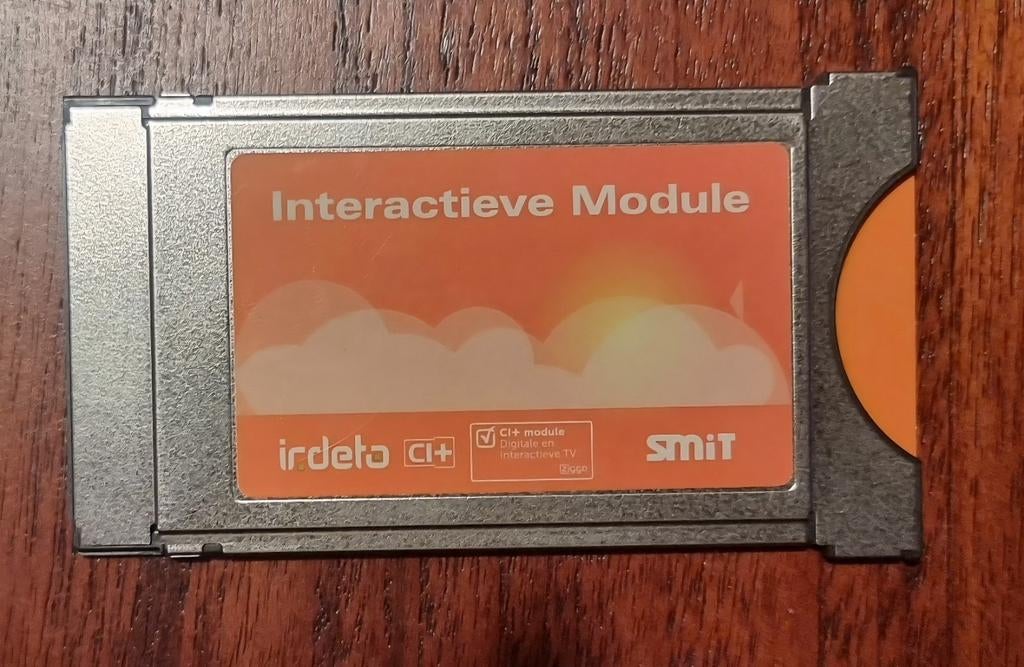 Interactieve Module
irdeto CI+
CI+ module
Digitale en
interactieve TV
Ziggo
SMiT